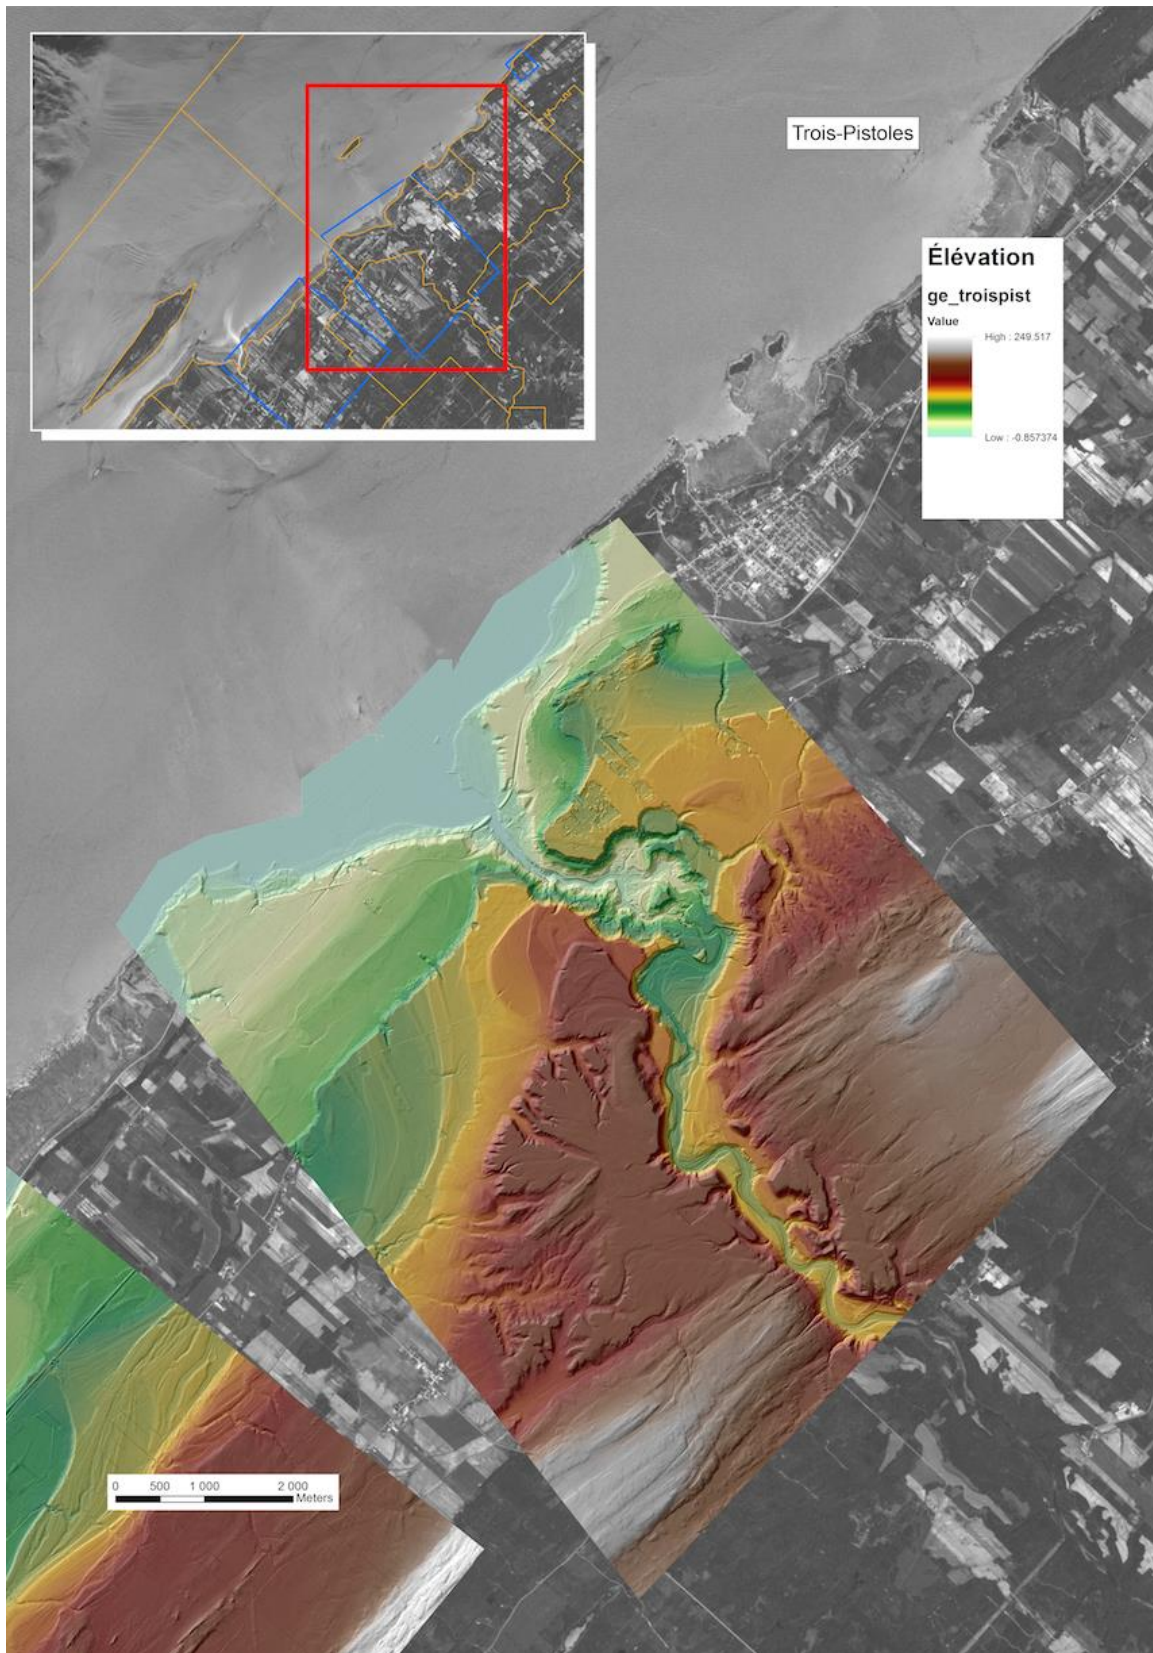 Trois-Pistoles
Élévation
ge_troispist
Value
High : 249.517
Low : -0.857374
0 500 1 000 2 000
Meters